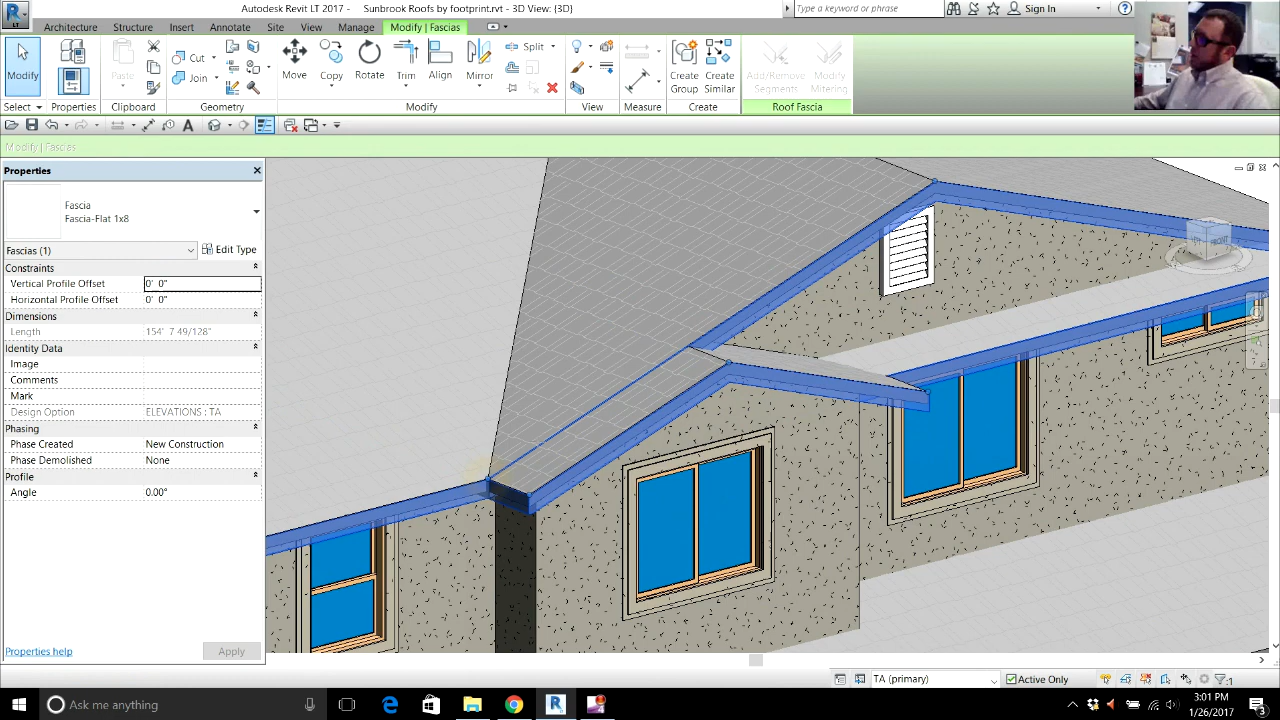 Autodesk Revit LT 2017 - Sunbrook Roofs by footprint.rvt - 3D View: {3D}
Type a keyword or phrase
Sign In
LT
Architecture Structure Insert Annotate Site View Manage Modify | Fascias
Modify
Paste
Cut
Join
Move Copy Rotate Trim Align Mirror
Split
Create Group
Create Similar
Add/Remove Segments
Modify Mitering
Select Properties Clipboard Geometry Modify View Measure Create Roof Fascia
Modify | Fascias
Properties
Fascia
Fascia-Flat 1x8
Fascias (1) Edit Type
Constraints
Vertical Profile Offset 0' 0"
Horizontal Profile Offset 0' 0"
Dimensions
Length 154' 7 49/128"
Identity Data
Image
Comments
Mark
Design Option ELEVATIONS : TA
Phasing
Phase Created New Construction
Phase Demolished None
Profile
Angle 0.00°
Properties help Apply
FRONT
TA (primary) Active Only :1
Ask me anything
3:01 PM
1/26/2017
3